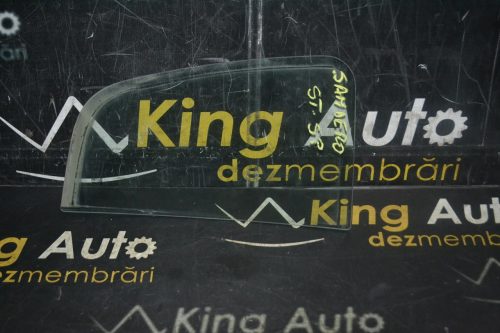 King Auto
dezmembrări
SANDERO
ST. SP.
King Auto
dezmembrări
King Auto
dezmembrări
King Auto